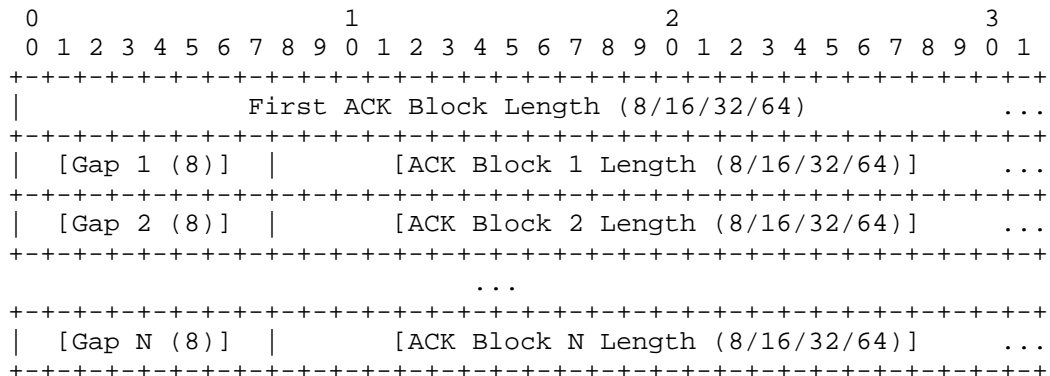 0                   1                   2                   3
 0 1 2 3 4 5 6 7 8 9 0 1 2 3 4 5 6 7 8 9 0 1 2 3 4 5 6 7 8 9 0 1
+-+-+-+-+-+-+-+-+-+-+-+-+-+-+-+-+-+-+-+-+-+-+-+-+-+-+-+-+-+-+-+-+
|              First ACK Block Length (8/16/32/64)            ...
+-+-+-+-+-+-+-+-+-+-+-+-+-+-+-+-+-+-+-+-+-+-+-+-+-+-+-+-+-+-+-+-+
|  [Gap 1 (8)]  |       [ACK Block 1 Length (8/16/32/64)]     ...
+-+-+-+-+-+-+-+-+-+-+-+-+-+-+-+-+-+-+-+-+-+-+-+-+-+-+-+-+-+-+-+-+
|  [Gap 2 (8)]  |       [ACK Block 2 Length (8/16/32/64)]     ...
+-+-+-+-+-+-+-+-+-+-+-+-+-+-+-+-+-+-+-+-+-+-+-+-+-+-+-+-+-+-+-+-+
                             ...
+-+-+-+-+-+-+-+-+-+-+-+-+-+-+-+-+-+-+-+-+-+-+-+-+-+-+-+-+-+-+-+-+
|  [Gap N (8)]  |       [ACK Block N Length (8/16/32/64)]     ...
+-+-+-+-+-+-+-+-+-+-+-+-+-+-+-+-+-+-+-+-+-+-+-+-+-+-+-+-+-+-+-+-+